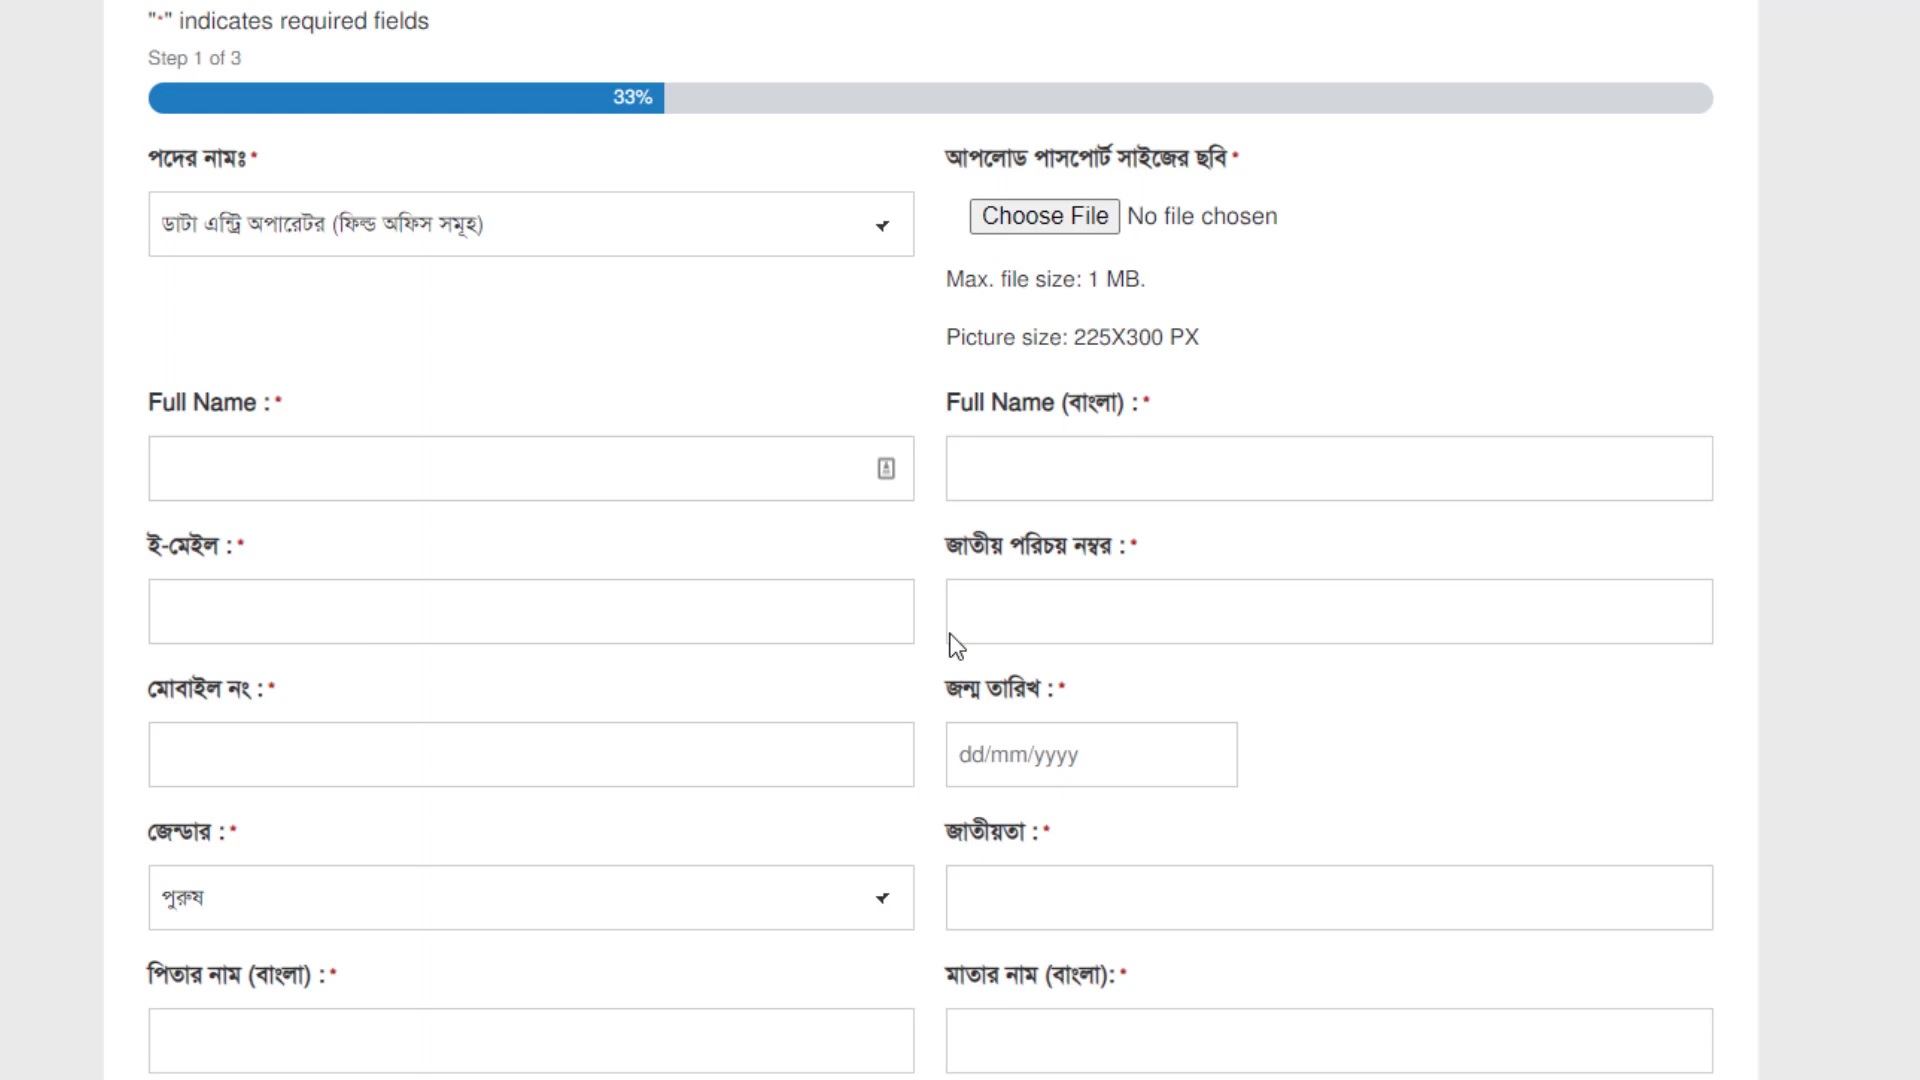 "*" indicates required fields
Step 1 of 3
33%
পদের নামঃ*
ডাটা এন্ট্রি অপারেটর (ফিল্ড অফিস সমূহ)
আপলোড পাসপোর্ট সাইজের ছবি*
Choose File No file chosen
Max. file size: 1 MB.
Picture size: 225X300 PX
Full Name :*
Full Name (বাংলা) :*
ই-মেইল :*
জাতীয় পরিচয় নম্বর :*
মোবাইল নং :*
জন্ম তারিখ :*
dd/mm/yyyy
জেন্ডার :*
পুরুষ
জাতীয়তা :*
পিতার নাম (বাংলা) :*
মাতার নাম (বাংলা):*